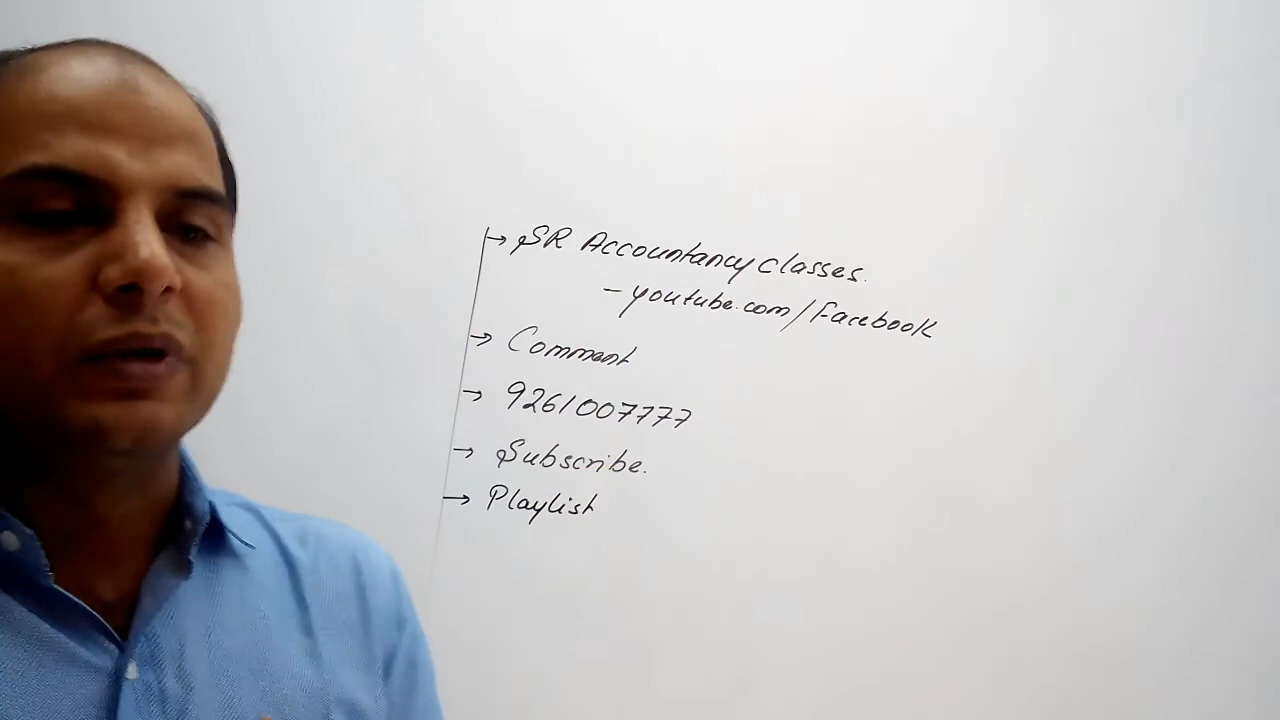 → SR Accountancy classes.
- youtube.com/Facebook
→ Comment
→ 9261007777
→ Subscribe.
→ Playlist